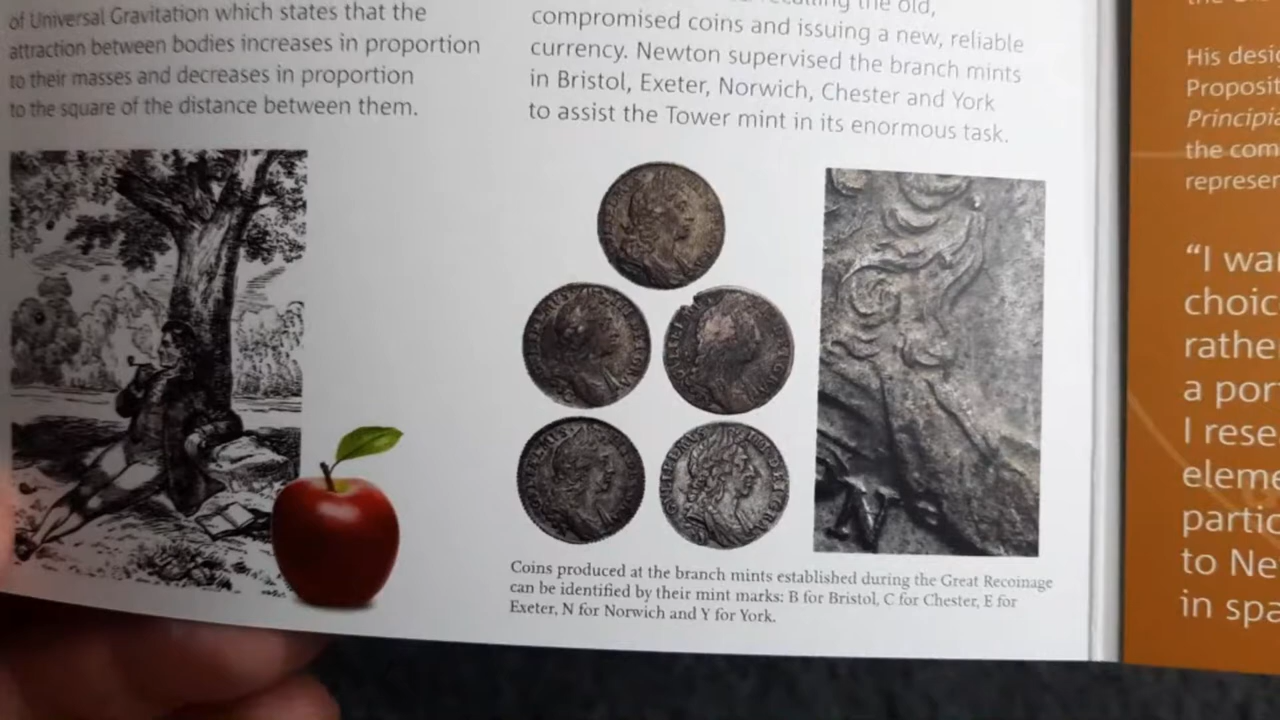 of Universal Gravitation which states that the
attraction between bodies increases in proportion
to their masses and decreases in proportion
to the square of the distance between them.
the old,
compromised coins and issuing a new, reliable
currency. Newton supervised the branch mints
in Bristol, Exeter, Norwich, Chester and York
to assist the Tower mint in its enormous task.
N
Coins produced at the branch mints established during the Great Recoinage
can be identified by their mint marks: B for Bristol, C for Chester, E for
Exeter, N for Norwich and Y for York.
His desi
Proposit
Principia
the com
represen
“I wa
choic
rathe
a por
I rese
eleme
partic
to Ne
in spa